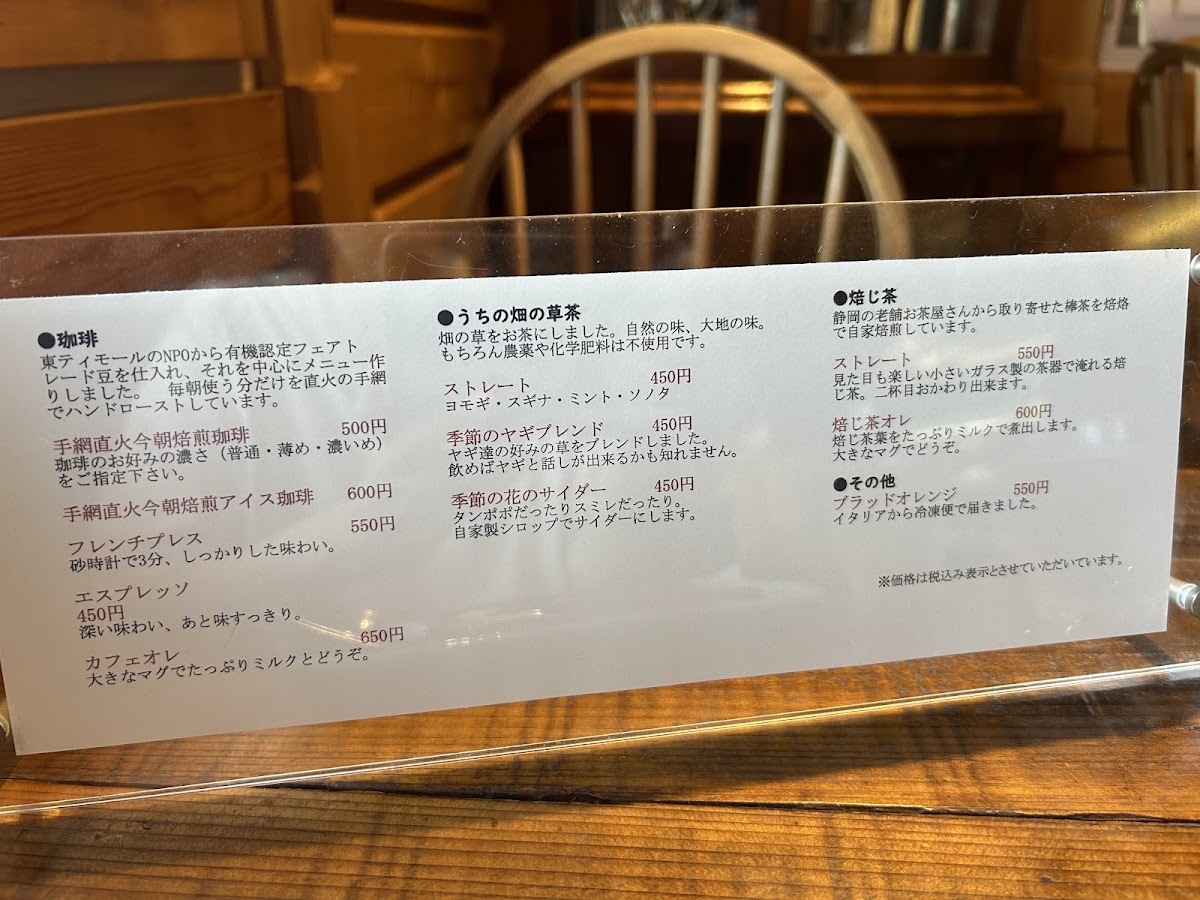 ●珈琲
東ティモールのNPOから有機認定フェアト
レード豆を仕入れ、それを中心にメニュー作
りしました。 毎朝使う分だけを直火の手網
でハンドローストしています。
手網直火今朝焙煎珈琲 500円
珈琲のお好みの濃さ（普通・薄め・濃いめ）
をご指定下さい。
手網直火今朝焙煎アイス珈琲 600円
550円
フレンチプレス
砂時計で3分、しっかりした味わい。
エスプレッソ
450円
深い味わい、あと味すっきり。
650円
カフェオレ
大きなマグでたっぷりミルクとどうぞ。
●うちの畑の草茶
畑の草をお茶にしました。自然の味、大地の味。
もちろん農薬や化学肥料は不使用です。
ストレート 450円
ヨモギ・スギナ・ミント・ソノタ
季節のヤギブレンド 450円
ヤギ達の好みの草をブレンドしました。
飲めばヤギと話しが出来るかも知れません。
季節の花のサイダー 450円
タンポポだったりスミレだったり。
自家製シロップでサイダーにします。
●焙じ茶
静岡の老舗お茶屋さんから取り寄せた棒茶を焙烙
で自家焙煎しています。
ストレート 550円
見た目も楽しい小さいガラス製の茶器で淹れる焙
じ茶。二杯目おかわり出来ます。
焙じ茶オレ 600円
焙じ茶葉をたっぷりミルクで煮出します。
大きなマグでどうぞ。
●その他
ブラッドオレンジ 550円
イタリアから冷凍便で届きました。
※価格は税込み表示とさせていただいています。